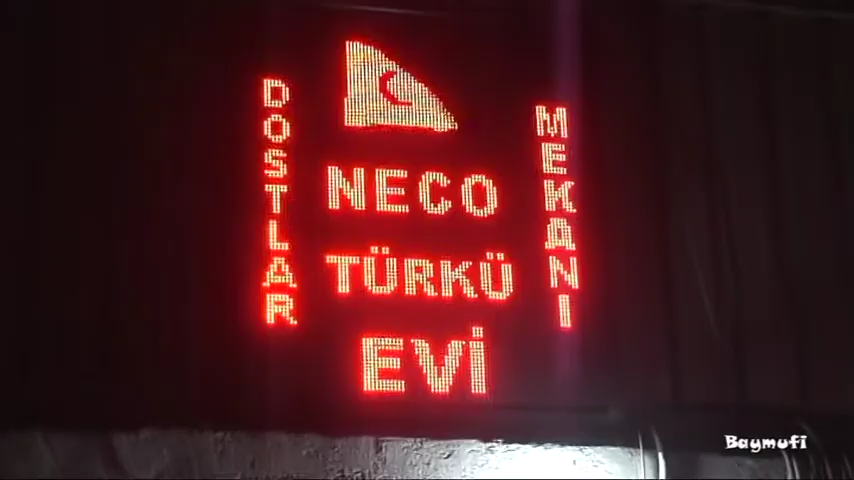 DOSTLAR
NECO
TÜRKÜ
EVİ
MEKANI
Baymufi